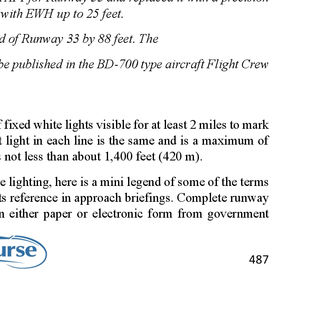 with EWH up to 25 feet.
d of Runway 33 by 88 feet. The
be published in the BD-700 type aircraft Flight Crew
fixed white lights visible for at least 2 miles to mark
t light in each line is the same and is a maximum of
s not less than about 1,400 feet (420 m).
e lighting, here is a mini legend of some of the terms
ts reference in approach briefings. Complete runway
n either paper or electronic form from government
urse
487